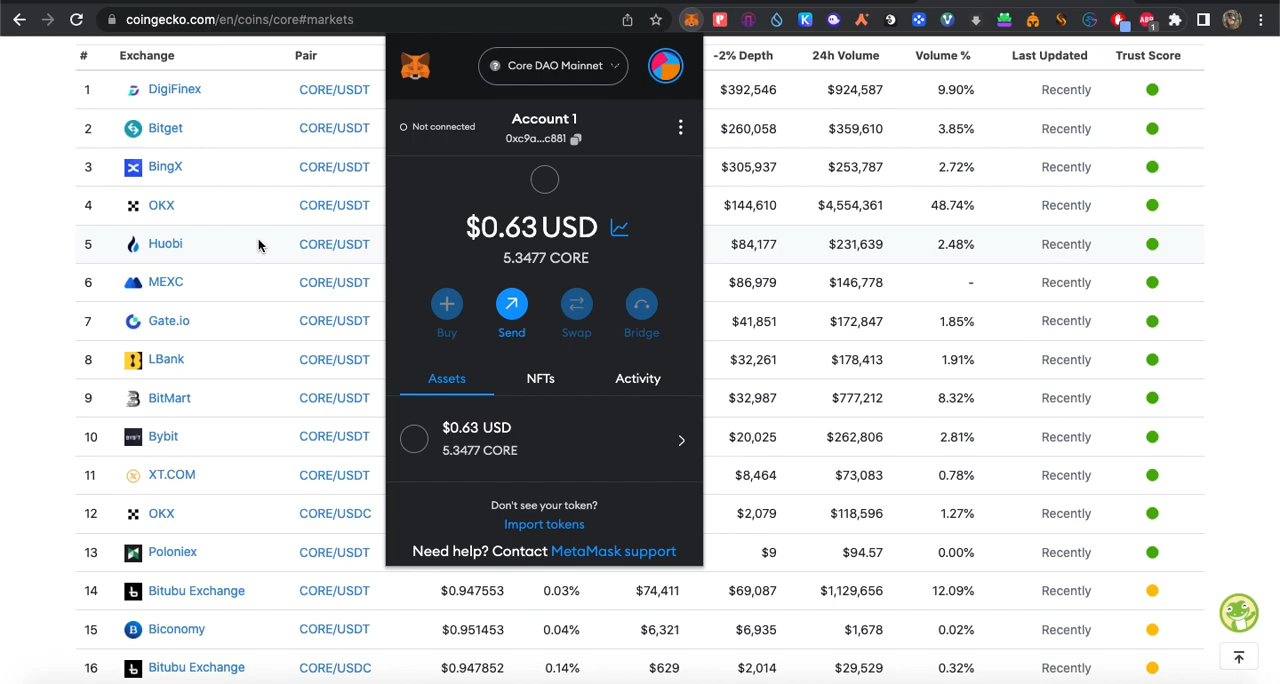 coingecko.com/en/coins/core#markets
# Exchange Pair -2% Depth 24h Volume Volume % Last Updated Trust Score
1 DigiFinex CORE/USDT $392,546 $924,587 9.90% Recently
2 Bitget CORE/USDT $260,058 $359,610 3.85% Recently
3 BingX CORE/USDT $305,937 $253,787 2.72% Recently
4 OKX CORE/USDT $144,610 $4,554,361 48.74% Recently
5 Huobi CORE/USDT $84,177 $231,639 2.48% Recently
6 MEXC CORE/USDT $86,979 $146,778 - Recently
7 Gate.io CORE/USDT $41,851 $172,847 1.85% Recently
8 LBank CORE/USDT $32,261 $178,413 1.91% Recently
9 BitMart CORE/USDT $32,987 $777,212 8.32% Recently
10 Bybit CORE/USDT $20,025 $262,806 2.81% Recently
11 XT.COM CORE/USDT $8,464 $73,083 0.78% Recently
12 OKX CORE/USDC $2,079 $118,596 1.27% Recently
13 Poloniex CORE/USDT $9 $94.57 0.00% Recently
14 Bitubu Exchange CORE/USDT $0.947553 0.03% $74,411 $69,087 $1,129,656 12.09% Recently
15 Biconomy CORE/USDT $0.951453 0.04% $6,321 $6,935 $1,678 0.02% Recently
16 Bitubu Exchange CORE/USDC $0.947852 0.14% $629 $2,014 $29,529 0.32% Recently
Core DAO Mainnet
Not connected
Account 1
0xc9a...c881
$0.63 USD
5.3477 CORE
Buy Send Swap Bridge
Assets NFTs Activity
$0.63 USD
5.3477 CORE
Don't see your token?
Import tokens
Need help? Contact MetaMask support